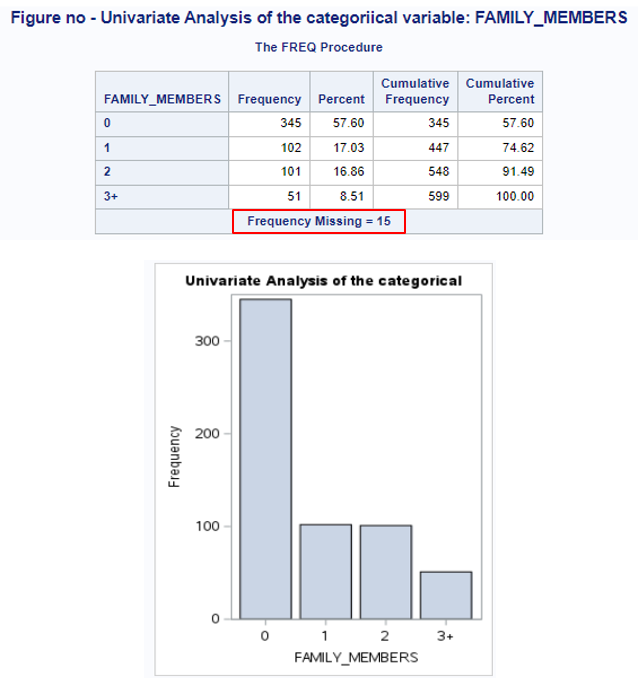 Figure no - Univariate Analysis of the categoriical variable: FAMILY_MEMBERS
The FREQ Procedure
FAMILY_MEMBERS Frequency Percent Cumulative Frequency Cumulative Percent
0 345 57.60 345 57.60
1 102 17.03 447 74.62
2 101 16.86 548 91.49
3+ 51 8.51 599 100.00
Frequency Missing = 15
Univariate Analysis of the categorical
300
200
100
0
Frequency
0 1 2 3+
FAMILY_MEMBERS